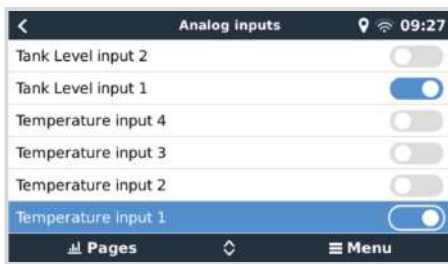 Analog inputs 09:27
Tank Level input 2
Tank Level input 1
Temperature input 4
Temperature input 3
Temperature input 2
Temperature input 1
Pages Menu